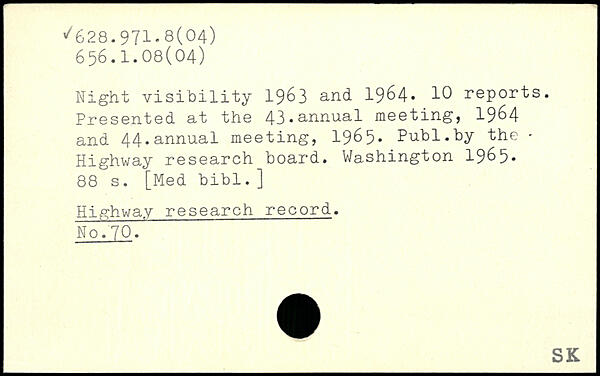 ✓628.971.8(04)
656.1.08(04)
Night visibility 1963 and 1964. 10 reports.
Presented at the 43.annual meeting, 1964
and 44.annual meeting, 1965. Publ.by the
Highway research board. Washington 1965.
88 s. [Med bibl.]
Highway research record.
No.70.
SK